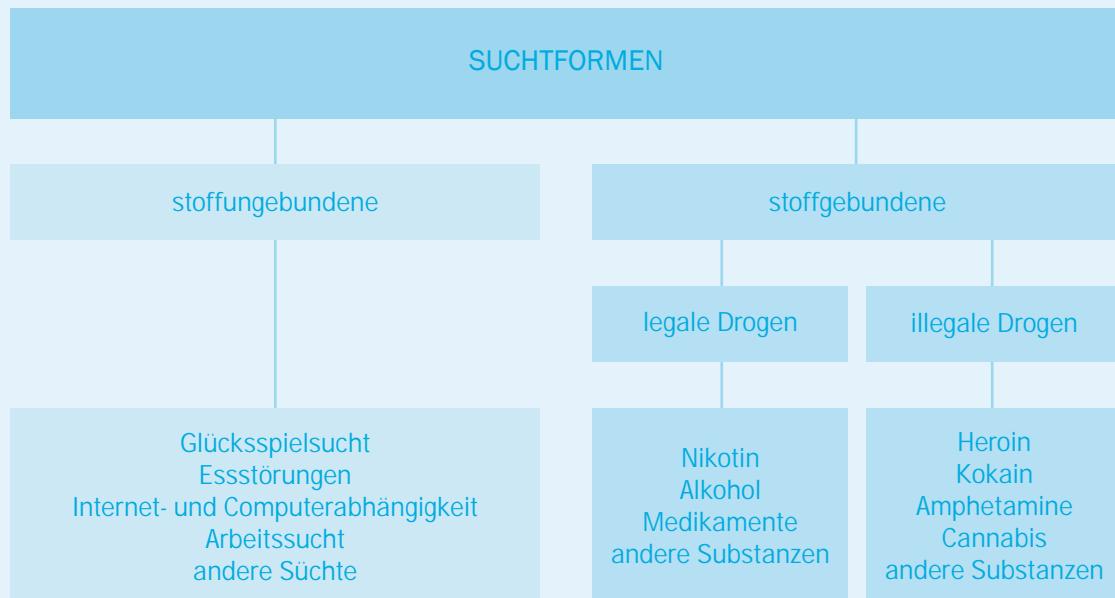 SUCHTFORMEN
stoffungebundene
stoffgebundene
legale Drogen
illegale Drogen
Glücksspielsucht
Essstörungen
Internet- und Computerabhängigkeit
Arbeitssucht
andere Süchte
Nikotin
Alkohol
Medikamente
andere Substanzen
Heroin
Kokain
Amphetamine
Cannabis
andere Substanzen